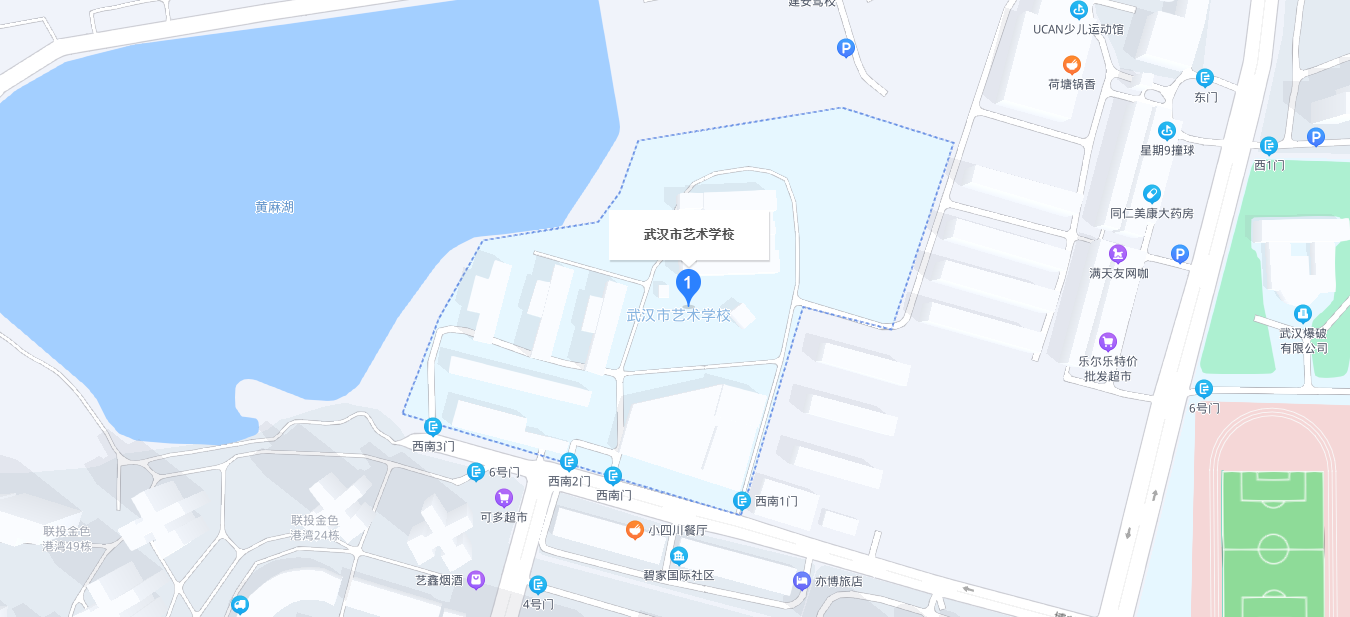 建安驾校
UCAN少儿运动馆
荷塘锅香
东门
星期9撞球
西1门
同仁美康大药房
黄麻湖
武汉市艺术学校
满天友网咖
1
武汉市艺术学校
武汉爆破
有限公司
乐尔乐特价
批发超市
6号门
西南3门
6号门
西南2门
西南门
西南1门
可多超市
联投金色
港湾49栋
联投金色
港湾24栋
小四川餐厅
碧家国际社区
艺鑫烟酒
亦博旅店
4号门
P
P
P